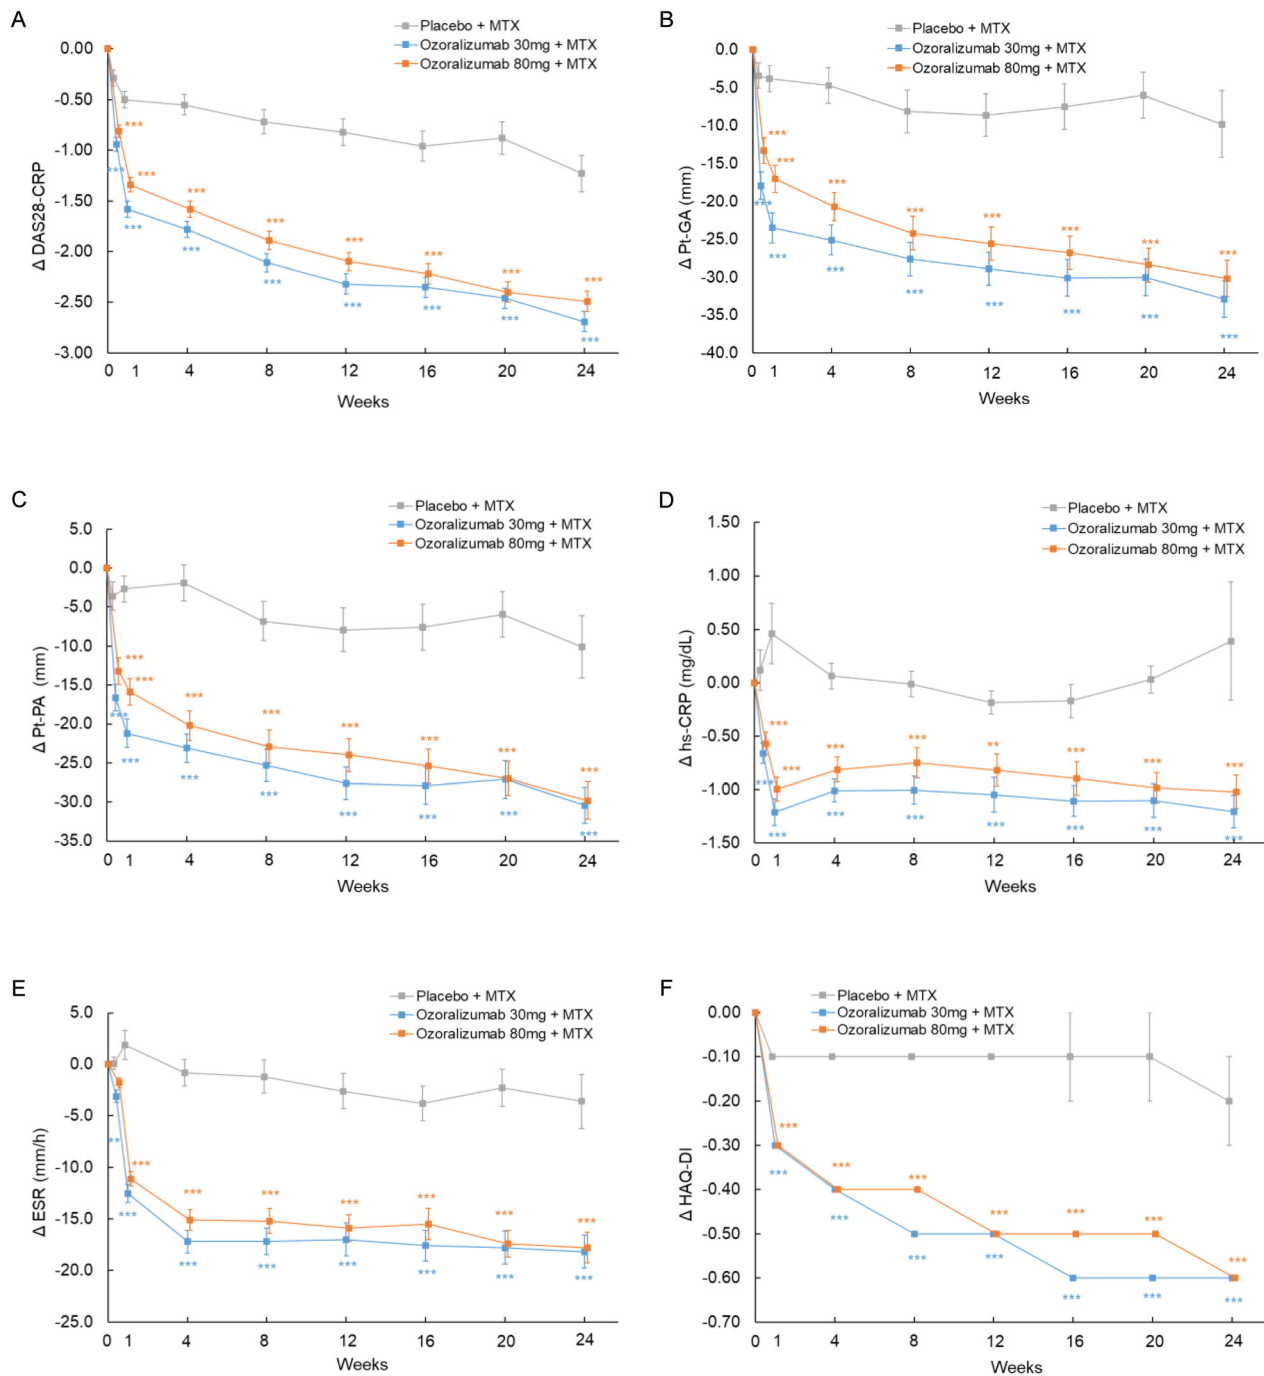 A
Placebo + MTX
Ozoralizumab 30mg + MTX
Ozoralizumab 80mg + MTX
Δ DAS28-CRP
0.00
-0.50
-1.00
-1.50
-2.00
-2.50
-3.00
*** *** *** *** *** *** *** ***
*** *** *** *** *** *** *** ***
0 1 4 8 12 16 20 24
Weeks
B
Placebo + MTX
Ozoralizumab 30mg + MTX
Ozoralizumab 80mg + MTX
Δ Pt-GA (mm)
0.0
-5.0
-10.0
-15.0
-20.0
-25.0
-30.0
-35.0
-40.0
*** *** *** *** *** *** *** ***
*** *** *** *** *** *** *** ***
0 1 4 8 12 16 20 24
Weeks
C
Placebo + MTX
Ozoralizumab 30mg + MTX
Ozoralizumab 80mg + MTX
Δ Pt-PA (mm)
5.0
0.0
-5.0
-10.0
-15.0
-20.0
-25.0
-30.0
-35.0
*** *** *** *** *** *** *** ***
*** *** *** *** *** *** *** ***
0 1 4 8 12 16 20 24
Weeks
D
Placebo + MTX
Ozoralizumab 30mg + MTX
Ozoralizumab 80mg + MTX
Δ hs-CRP (mg/dL)
1.50
1.00
0.50
0.00
-0.50
-1.00
-1.50
*** *** *** *** ** *** *** ***
*** *** *** *** *** *** *** ***
0 1 4 8 12 16 20 24
Weeks
E
Placebo + MTX
Ozoralizumab 30mg + MTX
Ozoralizumab 80mg + MTX
Δ ESR (mm/h)
5.0
0.0
-5.0
-10.0
-15.0
-20.0
-25.0
*** *** *** *** *** *** ***
** *** *** *** *** *** *** ***
0 1 4 8 12 16 20 24
Weeks
F
Placebo + MTX
Ozoralizumab 30mg + MTX
Ozoralizumab 80mg + MTX
Δ HAQ-DI
0.00
-0.10
-0.20
-0.30
-0.40
-0.50
-0.60
-0.70
*** *** *** *** *** *** ***
*** *** *** *** *** *** ***
0 1 4 8 12 16 20 24
Weeks